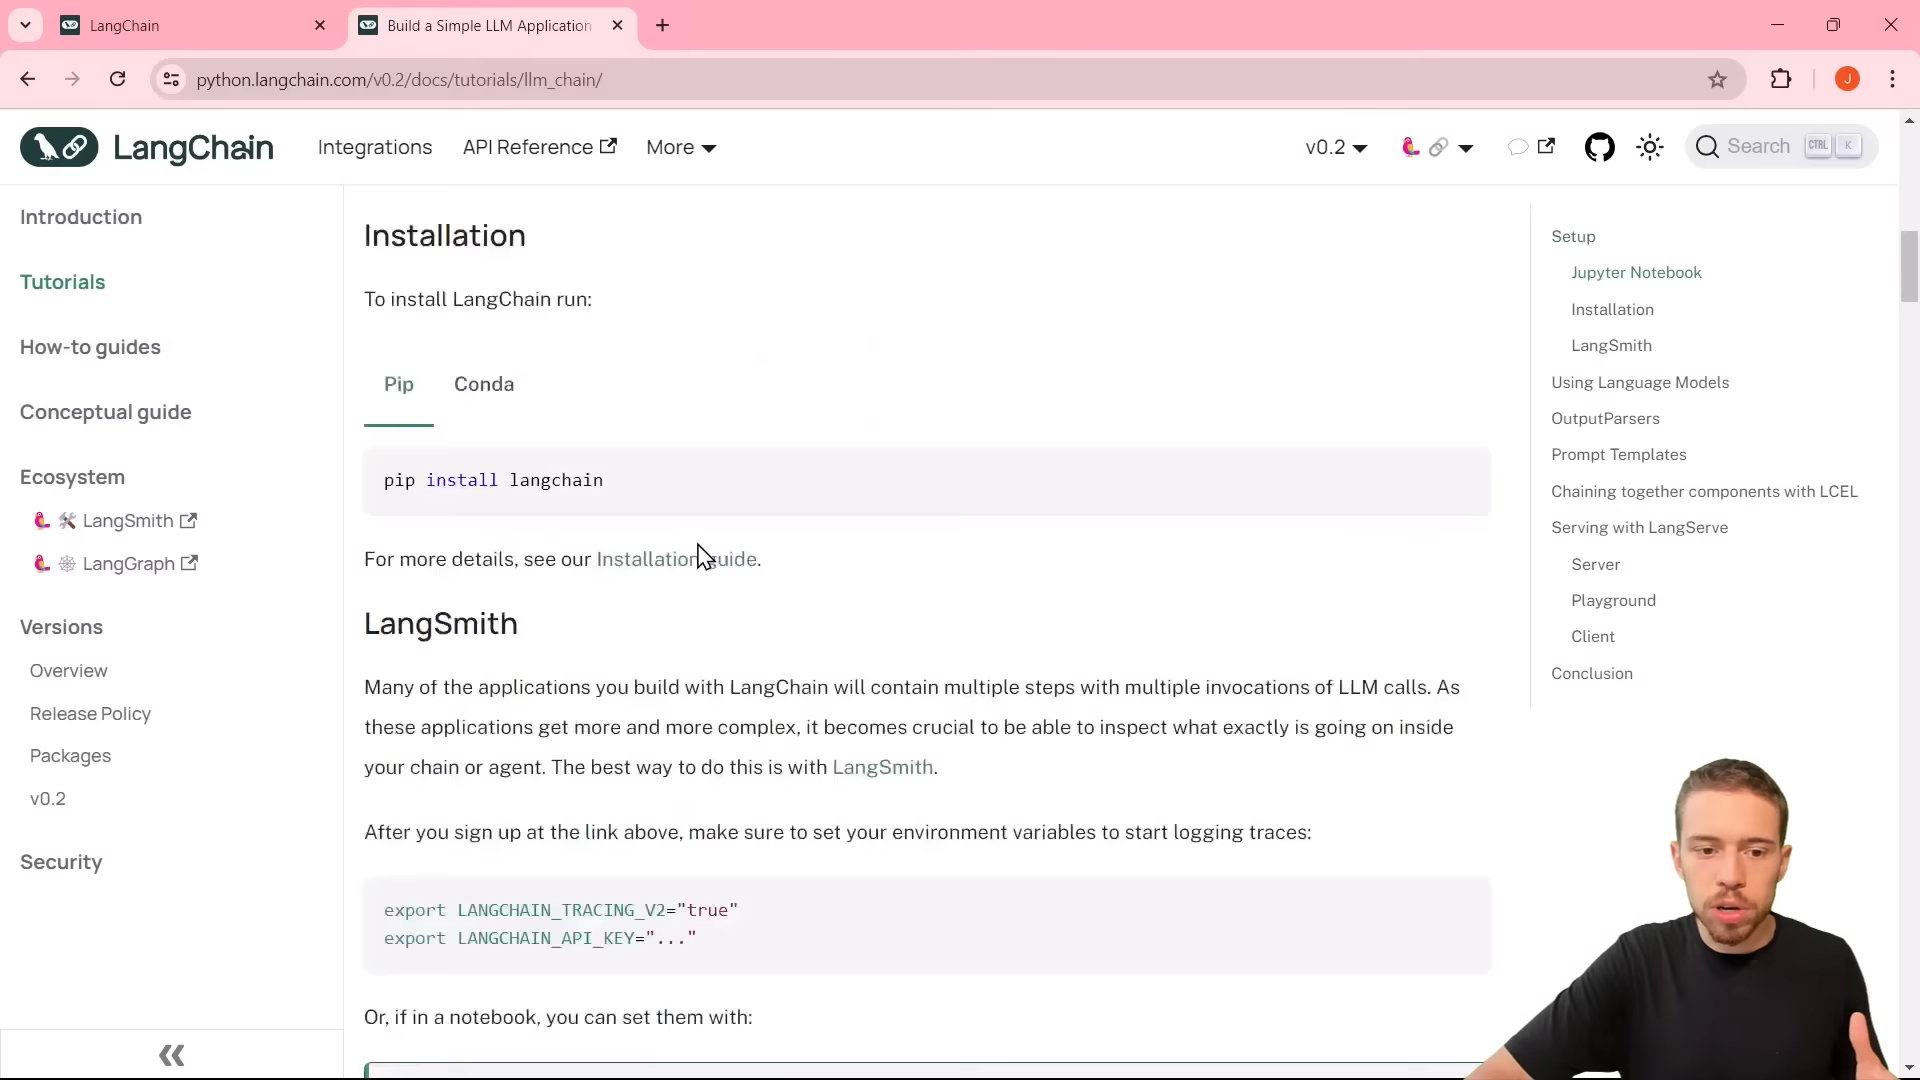 LangChain
Build a Simple LLM Application
python.langchain.com/v0.2/docs/tutorials/llm_chain/
J
LangChain
Integrations
API Reference
More
v0.2
Search
CTRL
K
Introduction
Tutorials
How-to guides
Conceptual guide
Ecosystem
LangSmith
LangGraph
Versions
Overview
Release Policy
Packages
v0.2
Security
Installation
To install LangChain run:
Pip
Conda
pip install langchain
For more details, see our Installation guide.
LangSmith
Many of the applications you build with LangChain will contain multiple steps with multiple invocations of LLM calls. As
these applications get more and more complex, it becomes crucial to be able to inspect what exactly is going on inside
your chain or agent. The best way to do this is with LangSmith.
After you sign up at the link above, make sure to set your environment variables to start logging traces:
export LANGCHAIN_TRACING_V2="true"
export LANGCHAIN_API_KEY="..."
Or, if in a notebook, you can set them with:
Setup
Jupyter Notebook
Installation
LangSmith
Using Language Models
OutputParsers
Prompt Templates
Chaining together components with LCEL
Serving with LangServe
Server
Playground
Client
Conclusion